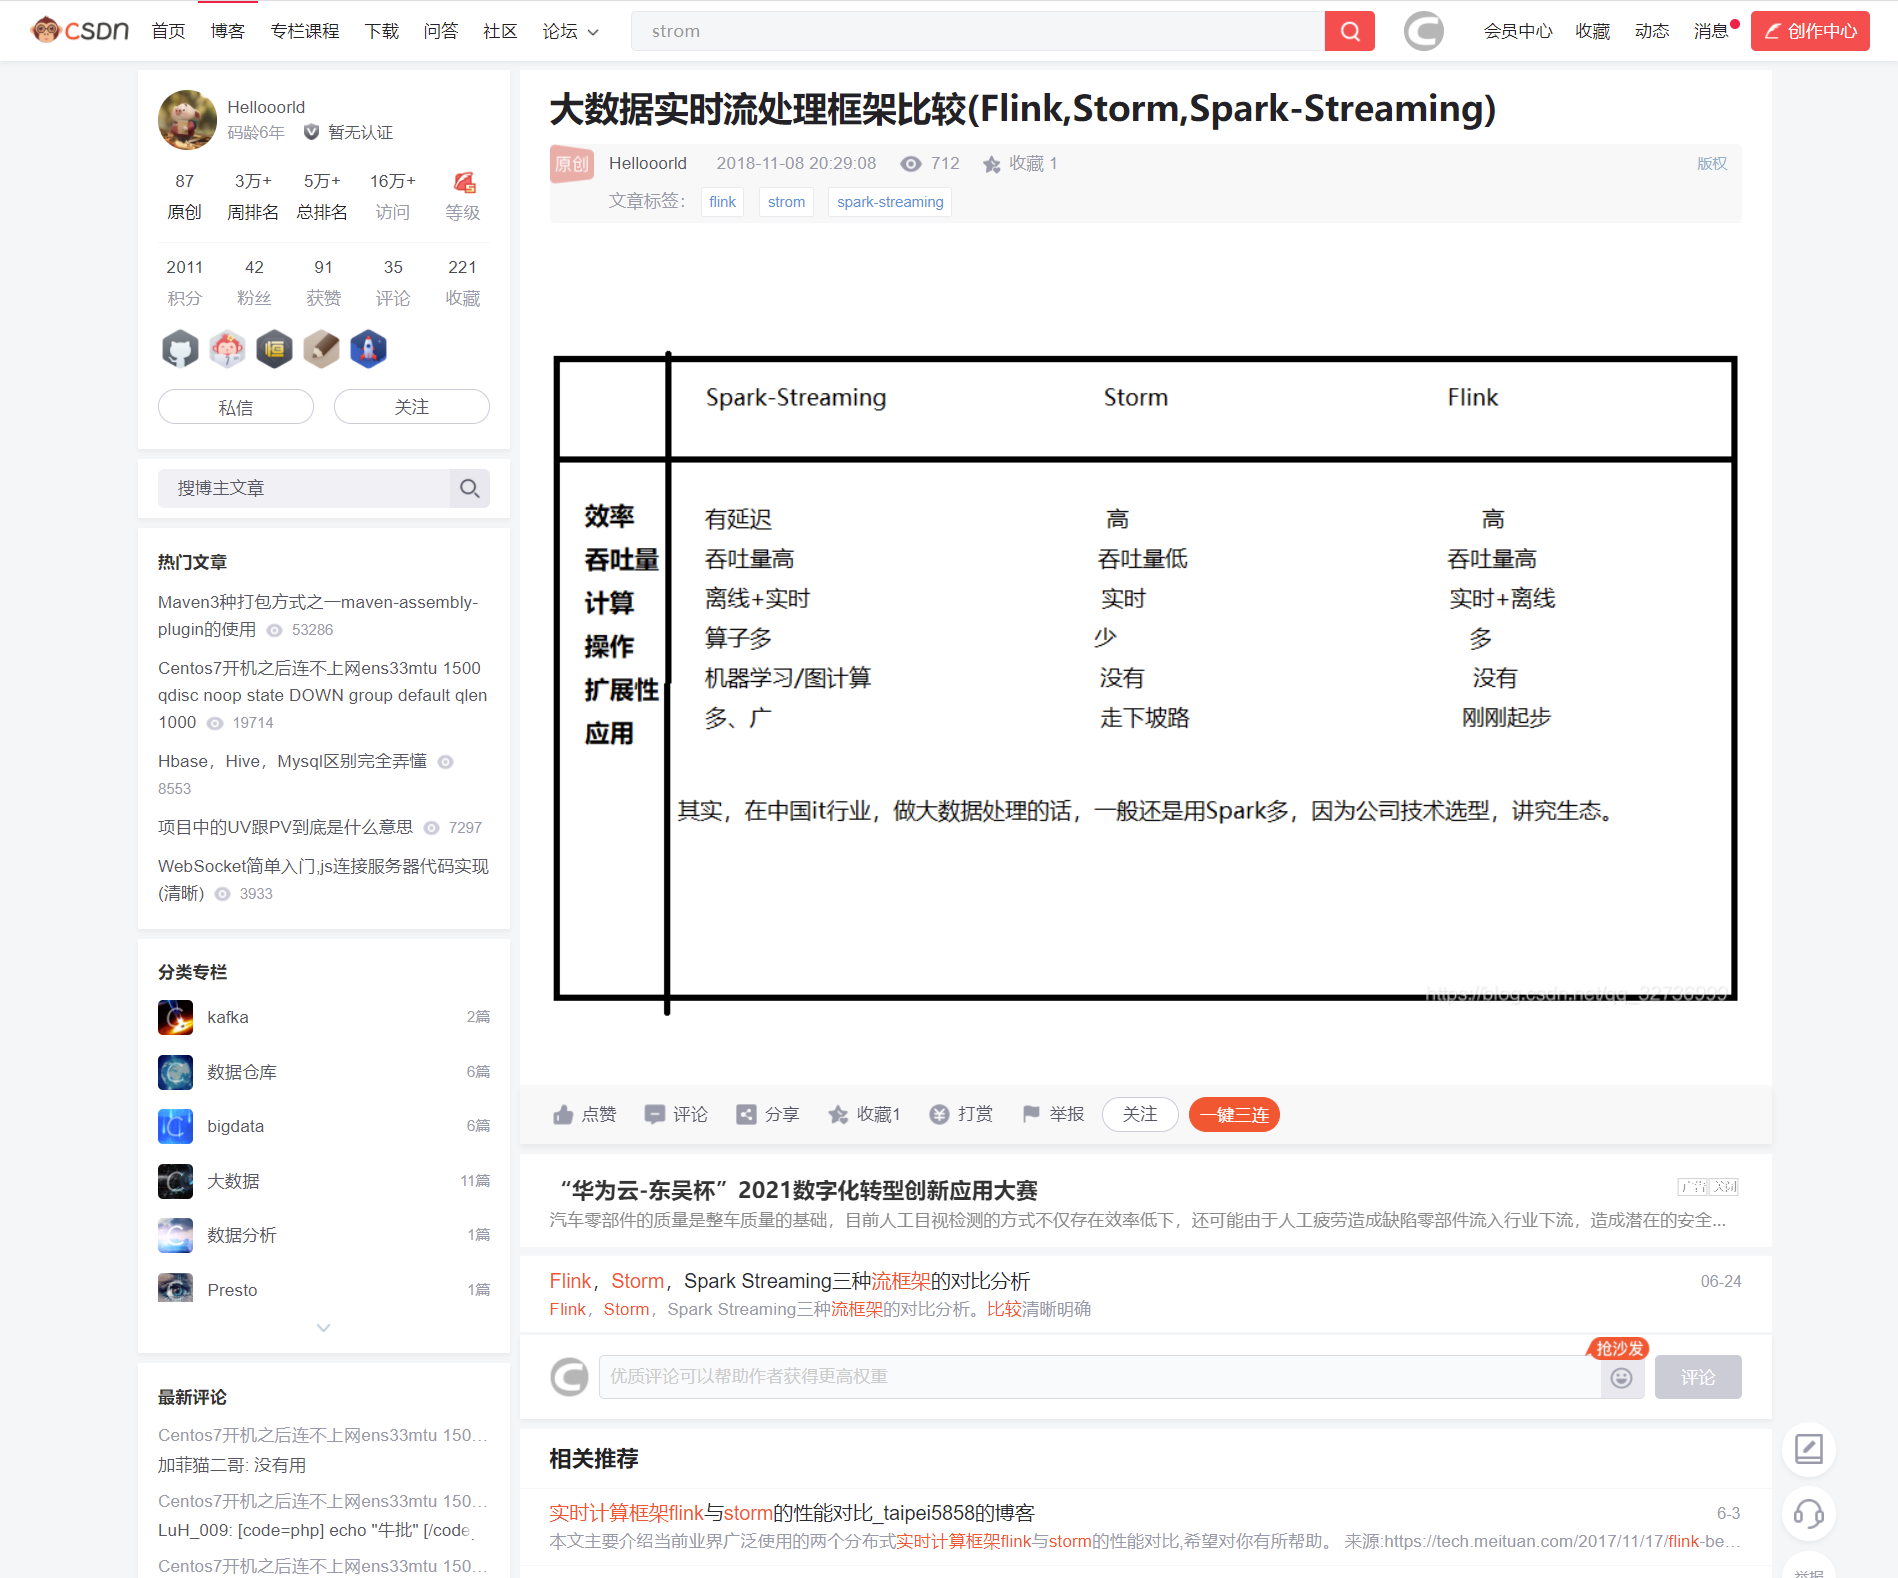 CSDN 首页 博客 专栏课程 下载 问答 社区 论坛 strom 会员中心 收藏 动态 消息 创作中心
Hellooorld
码龄6年 暂无认证
87 3万+ 5万+ 16万+
原创 周排名 总排名 访问 等级
2011 42 91 35 221
积分 粉丝 获赞 评论 收藏
私信 关注
搜博主文章
热门文章
Maven3种打包方式之一maven-assembly-
plugin的使用 53286
Centos7开机之后连不上网ens33mtu 1500
qdisc noop state DOWN group default qlen
1000 19714
Hbase，Hive，Mysql区别完全弄懂
8553
项目中的UV跟PV到底是什么意思 7297
WebSocket简单入门,js连接服务器代码实现
(清晰) 3933
分类专栏
kafka 2篇
数据仓库 6篇
bigdata 6篇
大数据 11篇
数据分析 1篇
Presto 1篇
最新评论
Centos7开机之后连不上网ens33mtu 150...
加菲猫二哥: 没有用
Centos7开机之后连不上网ens33mtu 150...
LuH_009: [code=php] echo "牛批" [/code
Centos7开机之后连不上网ens33mtu 150...
大数据实时流处理框架比较(Flink,Storm,Spark-Streaming)
原创 Hellooorld 2018-11-08 20:29:08 712 收藏 1 版权
文章标签： flink strom spark-streaming
Spark-Streaming Storm Flink
效率 有延迟 高 高
吞吐量 吞吐量高 吞吐量低 吞吐量高
计算 离线+实时 实时 实时+离线
操作 算子多 少 多
扩展性 机器学习/图计算 没有 没有
应用 多、广 走下坡路 刚刚起步
其实，在中国it行业，做大数据处理的话，一般还是用Spark多，因为公司技术选型，讲究生态。
https://blog.csdn.net/qq_32736999
点赞 评论 分享 收藏1 打赏 举报 关注 一键三连
“华为云-东吴杯”2021数字化转型创新应用大赛 广告 关闭
汽车零部件的质量是整车质量的基础，目前人工目视检测的方式不仅存在效率低下，还可能由于人工疲劳造成缺陷零部件流入行业下流，造成潜在的安全...
Flink，Storm，Spark Streaming三种流框架的对比分析 06-24
Flink，Storm，Spark Streaming三种流框架的对比分析。比较清晰明确
抢沙发
优质评论可以帮助作者获得更高权重 评论
相关推荐
实时计算框架flink与storm的性能对比_taipei5858的博客 6-3
本文主要介绍当前业界广泛使用的两个分布式实时计算框架flink与storm的性能对比,希望对你有所帮助。 来源:https://tech.meituan.com/2017/11/17/flink-be...
举报